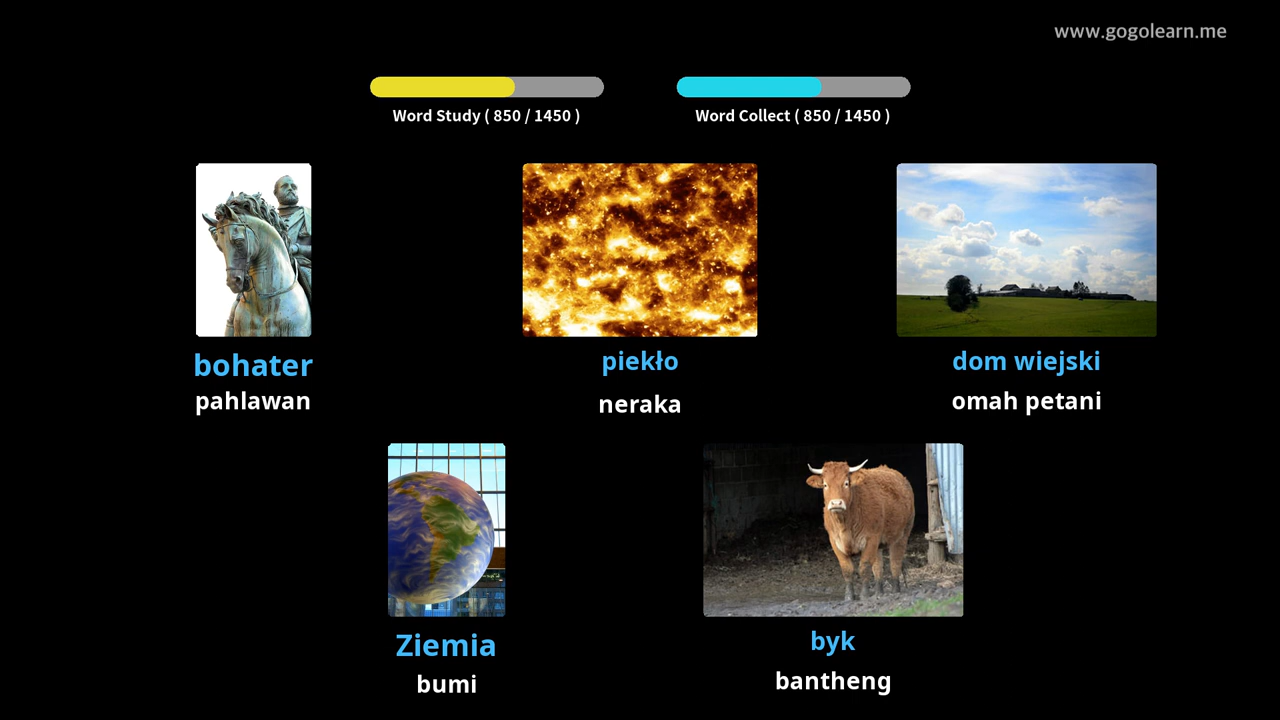 www.gogolearn.me
Word Study ( 850 / 1450 )
Word Collect ( 850 / 1450 )
bohater
pahlawan
piekło
neraka
dom wiejski
omah petani
Ziemia
bumi
byk
bantheng